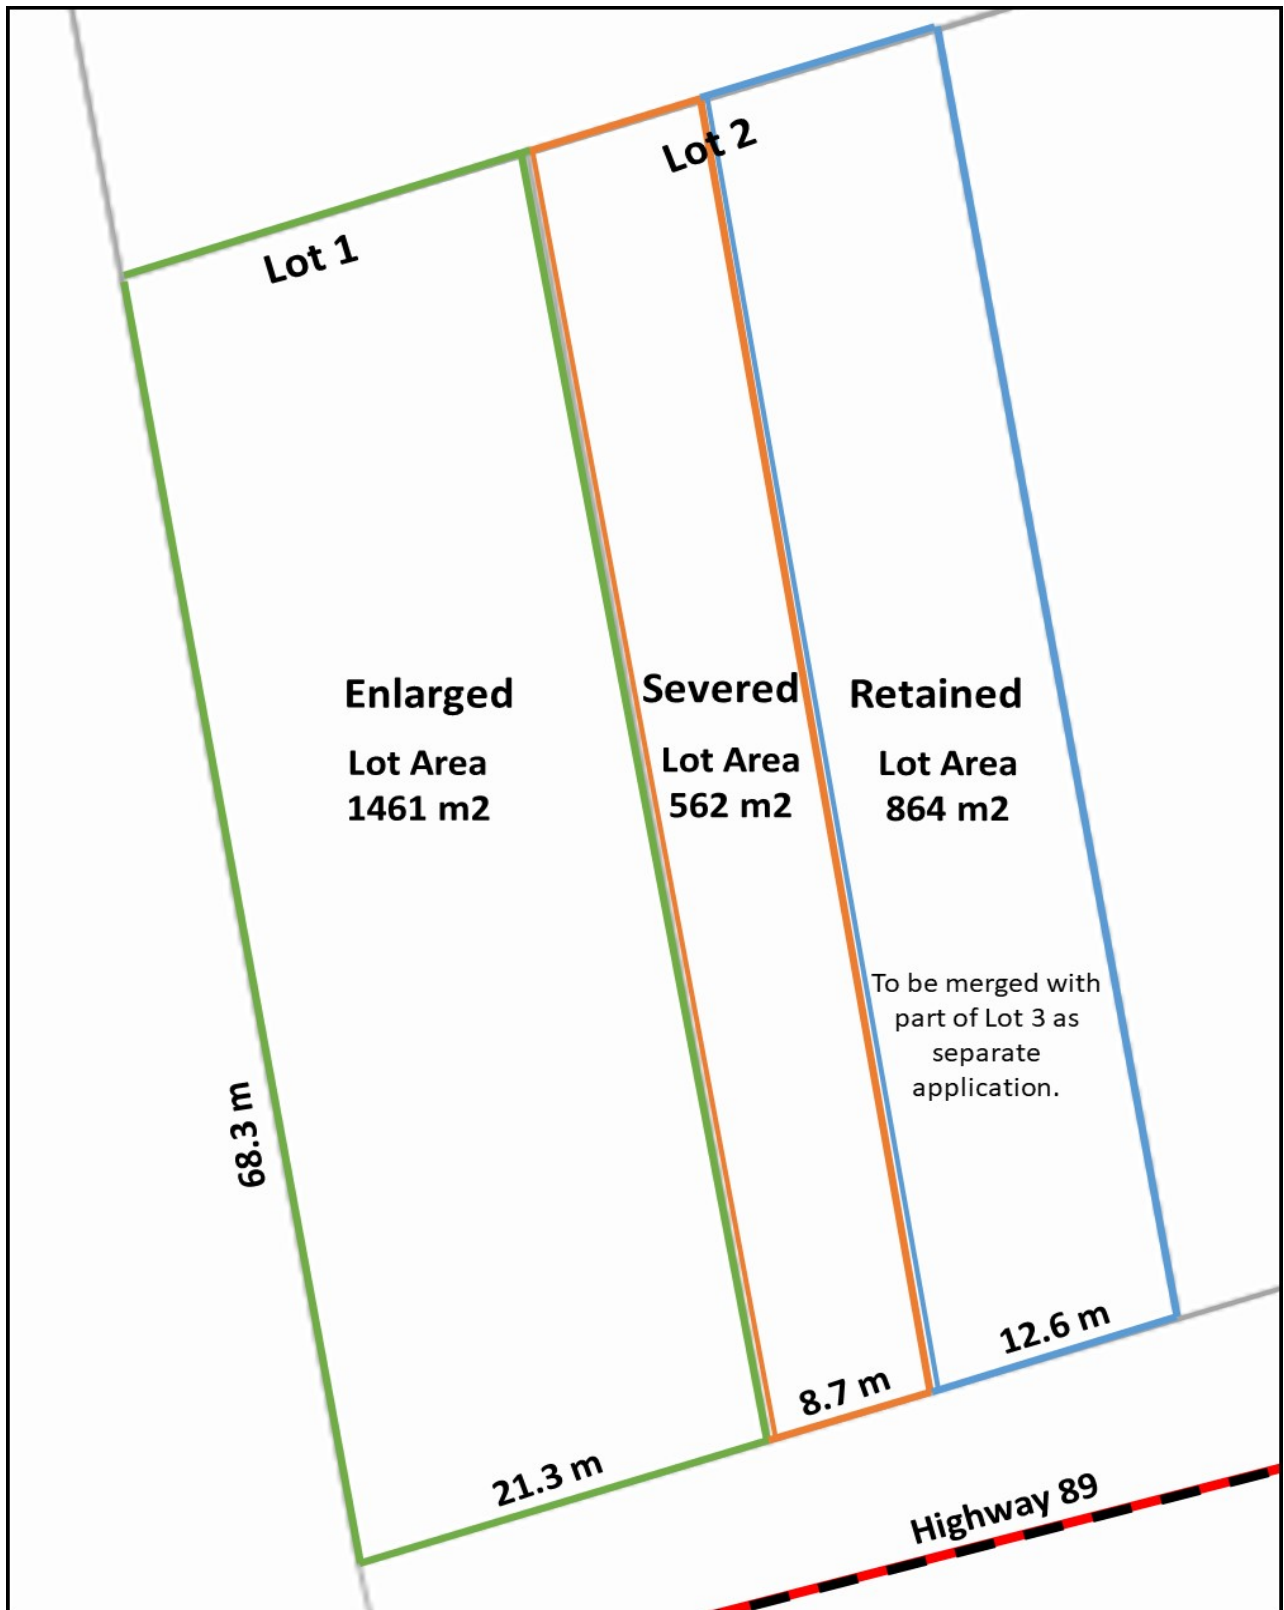 Lot 2
Lot 1
Enlarged
Lot Area
1461 m2
Severed
Lot Area
562 m2
Retained
Lot Area
864 m2
To be merged with
part of Lot 3 as
separate
application.
68.3 m
12.6 m
8.7 m
21.3 m
Highway 89